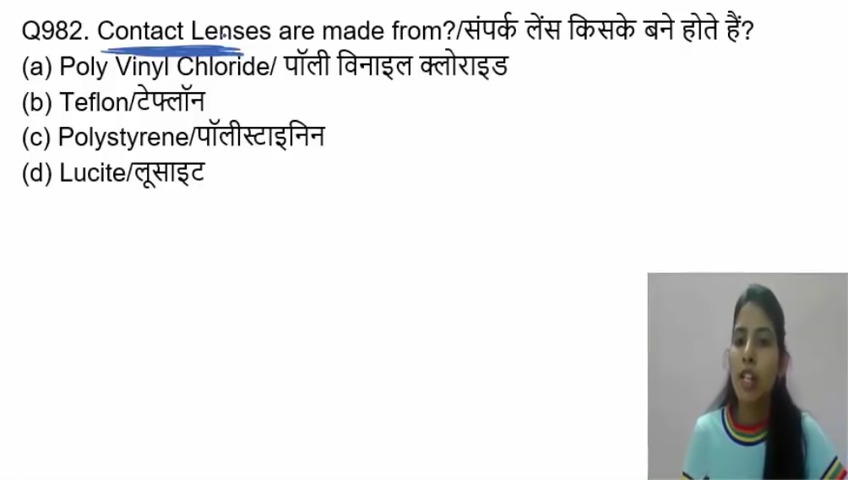 Q982. Contact Lenses are made from?/संपर्क लेंस किसके बने होते हैं?
(a) Poly Vinyl Chloride/ पॉली विनाइल क्लोराइड
(b) Teflon/टेफ्लॉन
(c) Polystyrene/पॉलीस्टाइनिन
(d) Lucite/लूसाइट